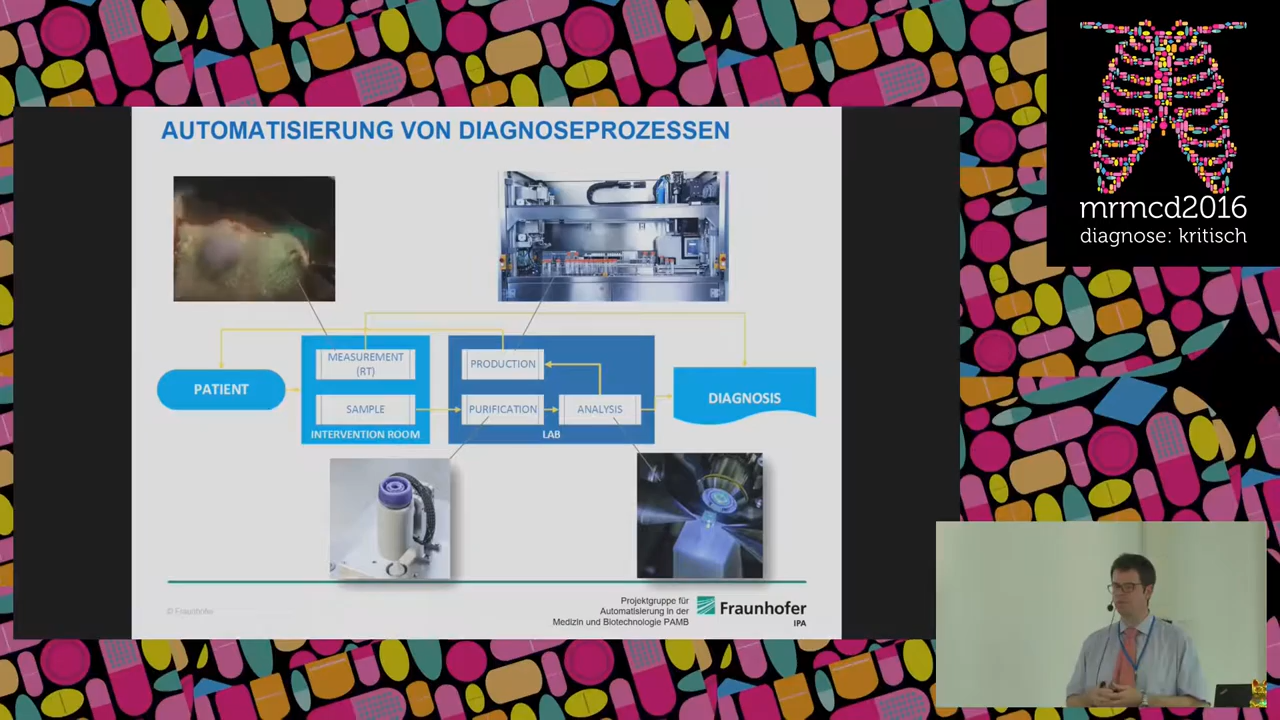 AUTOMATISIERUNG VON DIAGNOSEPROZESSEN
mrmcd2016
diagnose: kritisch
MEASUREMENT
(RT)
PRODUCTION
PATIENT
SAMPLE
PURIFICATION
ANALYSIS
DIAGNOSIS
INTERVENTION ROOM
LAB
© Fraunhofer
Projektgruppe für
Automatisierung in der
Medizin und Biotechnologie PAMB
Fraunhofer
IPA